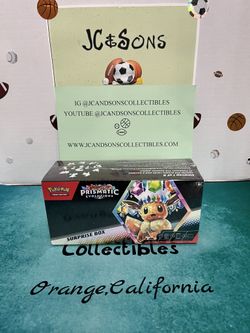 JC&SONS
IG @JCANDSONSCOLLECTIBLES
YOUTUBE @JCANDSONSCOLLECTIBLES
WWW.JCANDSONSCOLLECTIBLES.COM
POKÉMON
PRISMATIC
EVOLUTIONS
SURPRISE BOX
Collectibles
Orange,California